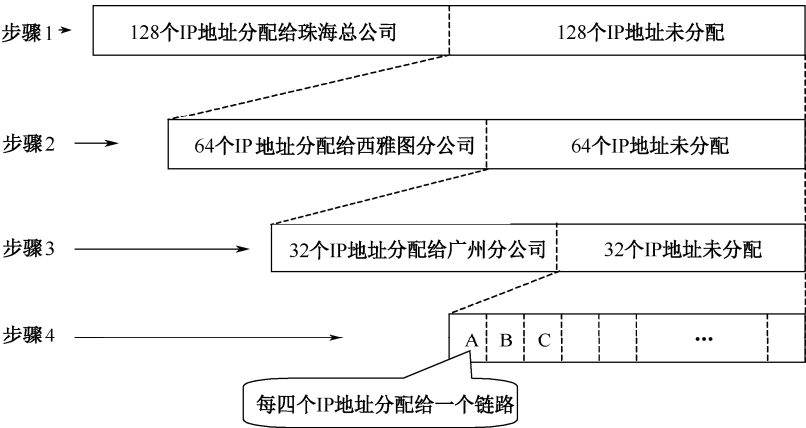 步骤1
128个IP地址分配给珠海总公司
128个IP地址未分配
步骤2
64个IP地址分配给西雅图分公司
64个IP地址未分配
步骤3
32个IP地址分配给广州分公司
32个IP地址未分配
步骤4
A
B
C
...
每四个IP地址分配给一个链路